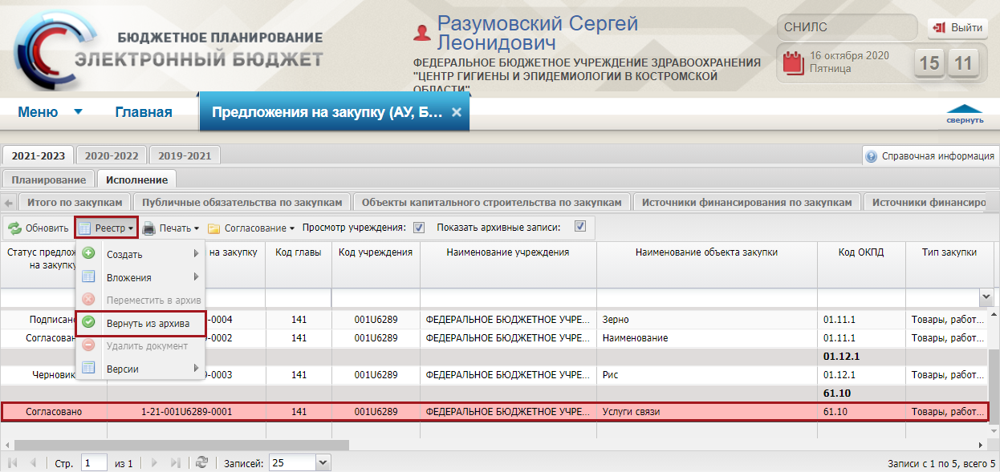 БЮДЖЕТНОЕ ПЛАНИРОВАНИЕ
ЭЛЕКТРОННЫЙ БЮДЖЕТ
Разумовский Сергей
Леонидович
ФЕДЕРАЛЬНОЕ БЮДЖЕТНОЕ УЧРЕЖДЕНИЕ ЗДРАВООХРАНЕНИЯ
"ЦЕНТР ГИГИЕНЫ И ЭПИДЕМИОЛОГИИ В КОСТРОМСКОЙ
ОБЛАСТИ"
СНИЛС
Выйти
16 октября 2020
Пятница
15 11
Меню Главная Предложения на закупку (АУ, Б... ×
свернуть
2021-2023 2020-2022 2019-2021 Справочная информация
Планирование Исполнение
Итого по закупкам Публичные обязательства по закупкам Объекты капитального строительства по закупкам Источники финансирования по закупкам Источники финансиро
Обновить Реестр Печать Согласование Просмотр учреждения: Показать архивные записи:
Статус предлож на закупку Код главы Код учреждения Наименование учреждения Наименование объекта закупки Код ОКПД Тип закупки
на закупку
Создать
Вложения
Переместить в архив
Вернуть из архива
Удалить документ
Версии
Подписан -0004 141 001U6289 ФЕДЕРАЛЬНОЕ БЮДЖЕТНОЕ УЧРЕ... Зерно 01.11.1 Товары, работ...
Согласован -0002 141 001U6289 ФЕДЕРАЛЬНОЕ БЮДЖЕТНОЕ УЧРЕ... Наименование 01.11.1 Товары, работ...
01.12.1
Черновик -0003 141 001U6289 ФЕДЕРАЛЬНОЕ БЮДЖЕТНОЕ УЧРЕ... Рис 01.12.1 Товары, работ...
61.10
Согласовано 1-21-001U6289-0001 141 001U6289 ФЕДЕРАЛЬНОЕ БЮДЖЕТНОЕ УЧРЕ... Услуги связи 61.10 Товары, работ...
Стр. 1 из 1 Записей: 25 Записи с 1 по 5, всего 5